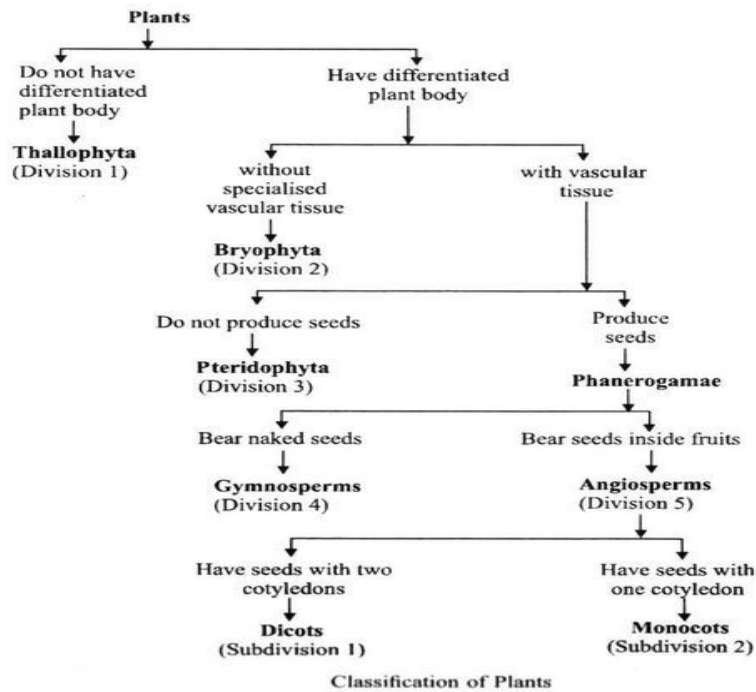 Plants
Do not have
differentiated
plant body
Have differentiated
plant body
Thallophyta
(Division 1)
without
specialised
vascular tissue
with vascular
tissue
Bryophyta
(Division 2)
Do not produce seeds
Produce
seeds
Pteridophyta
(Division 3)
Phanerogamae
Bear naked seeds
Bear seeds inside fruits
Gymnosperms
(Division 4)
Angiosperms
(Division 5)
Have seeds with two
cotyledons
Have seeds with
one cotyledon
Dicots
(Subdivision 1)
Monocots
(Subdivision 2)
Classification of Plants